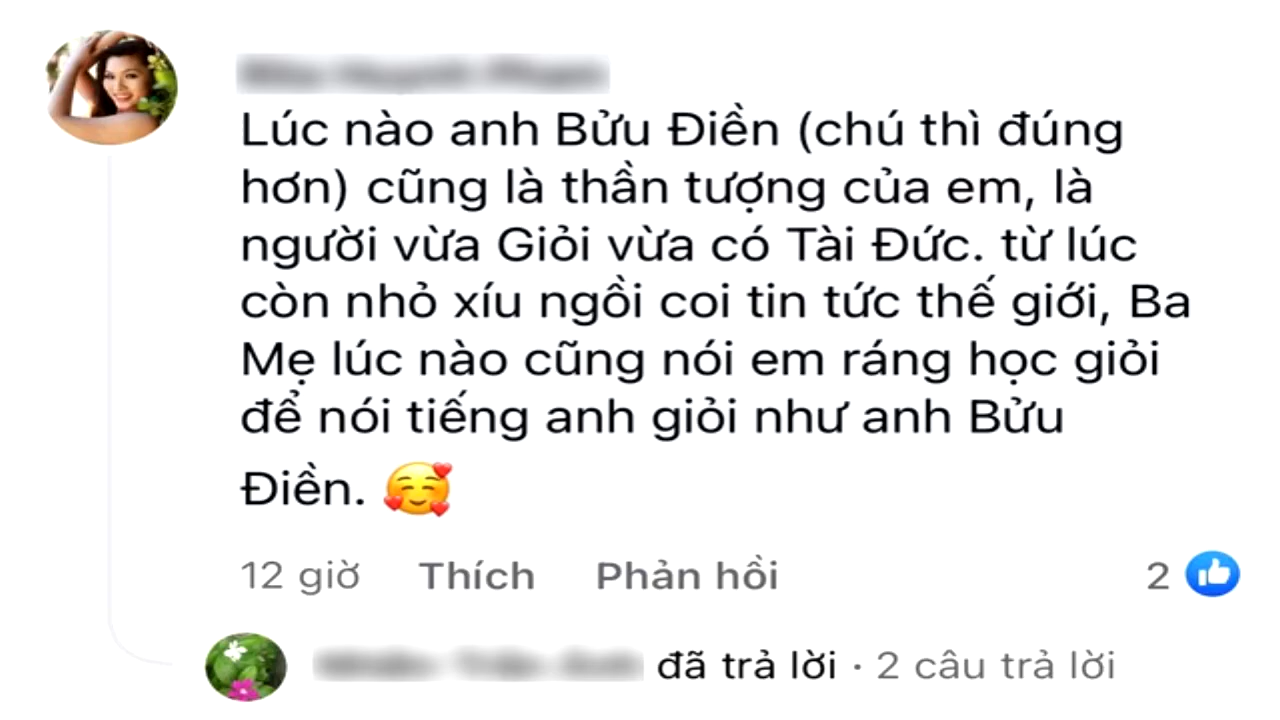 Lúc nào anh Bửu Điền (chú thì đúng
hơn) cũng là thần tượng của em, là
người vừa Giỏi vừa có Tài Đức. từ lúc
còn nhỏ xíu ngồi coi tin tức thế giới, Ba
Mẹ lúc nào cũng nói em ráng học giỏi
để nói tiếng anh giỏi như anh Bửu
Điền. 🥰
12 giờ Thích Phản hồi 2
đã trả lời · 2 câu trả lời